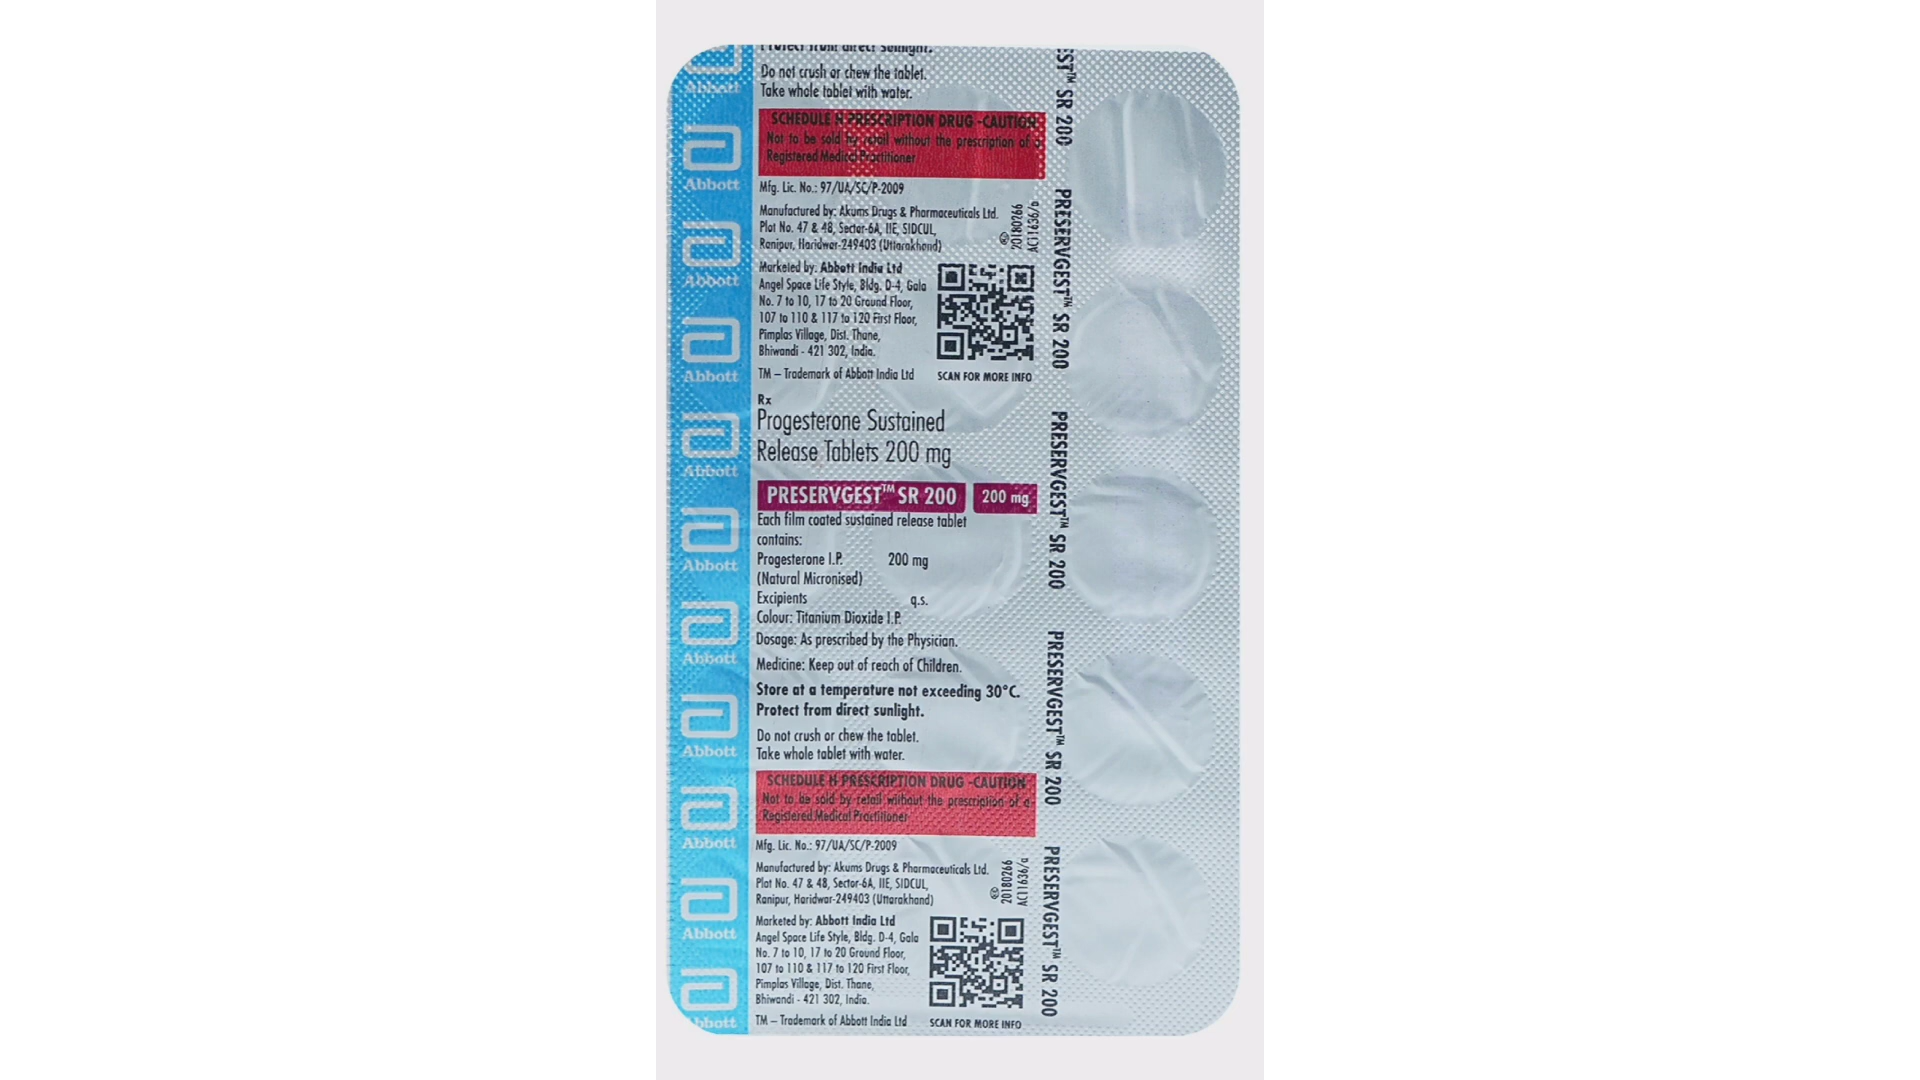 Protect from direct sunlight.
Do not crush or chew the tablet.
Take whole tablet with water.
SCHEDULE H PRESCRIPTION DRUG -CAUTION
Not to be sold by retail without the prescription of a
Registered Medical Practitioner
Mfg. Lic. No.: 97/UA/SC/P-2009
Manufactured by: Akums Drugs & Pharmaceuticals Ltd.
Plot No. 47 & 48, Sector-6A, IIE, SIDCUL,
Ranipur, Haridwar-249403 (Uttarakhand)
20180266
Marketed by: Abbott India Ltd
Angel Space Life Style, Bldg. D-4, Gala
No. 7 to 10, 17 to 20 Ground Floor,
107 to 110 & 117 to 120 First Floor,
Pimplas Village, Dist. Thane,
Bhiwandi - 421 302, India.
TM – Trademark of Abbott India Ltd
SCAN FOR MORE INFO
Rx
Progesterone Sustained
Release Tablets 200 mg
PRESERVGEST™ SR 200 200 mg
Each film coated sustained release tablet
contains:
Progesterone I.P. 200 mg
(Natural Micronised)
Excipients q.s.
Colour: Titanium Dioxide I.P.
Dosage: As prescribed by the Physician.
Medicine: Keep out of reach of Children.
Store at a temperature not exceeding 30°C.
Protect from direct sunlight.
Do not crush or chew the tablet.
Take whole tablet with water.
SCHEDULE H PRESCRIPTION DRUG -CAUTION
Not to be sold by retail without the prescription of a
Registered Medical Practitioner
Mfg. Lic. No.: 97/UA/SC/P-2009
Manufactured by: Akums Drugs & Pharmaceuticals Ltd.
Plot No. 47 & 48, Sector-6A, IIE, SIDCUL,
Ranipur, Haridwar-249403 (Uttarakhand)
20180266
Marketed by: Abbott India Ltd
Angel Space Life Style, Bldg. D-4, Gala
No. 7 to 10, 17 to 20 Ground Floor,
107 to 110 & 117 to 120 First Floor,
Pimplas Village, Dist. Thane,
Bhiwandi - 421 302, India.
TM – Trademark of Abbott India Ltd
SCAN FOR MORE INFO
Abbott
Abbott
Abbott
Abbott
Abbott
Abbott
Abbott
Abbott
Abbott
Abbott
bbott
EST™ SR 200
PRESERVGEST™ SR 200
PRESERVGEST™ SR 200
PRESERVGEST™ SR 200
PRESERVGEST™ SR 200